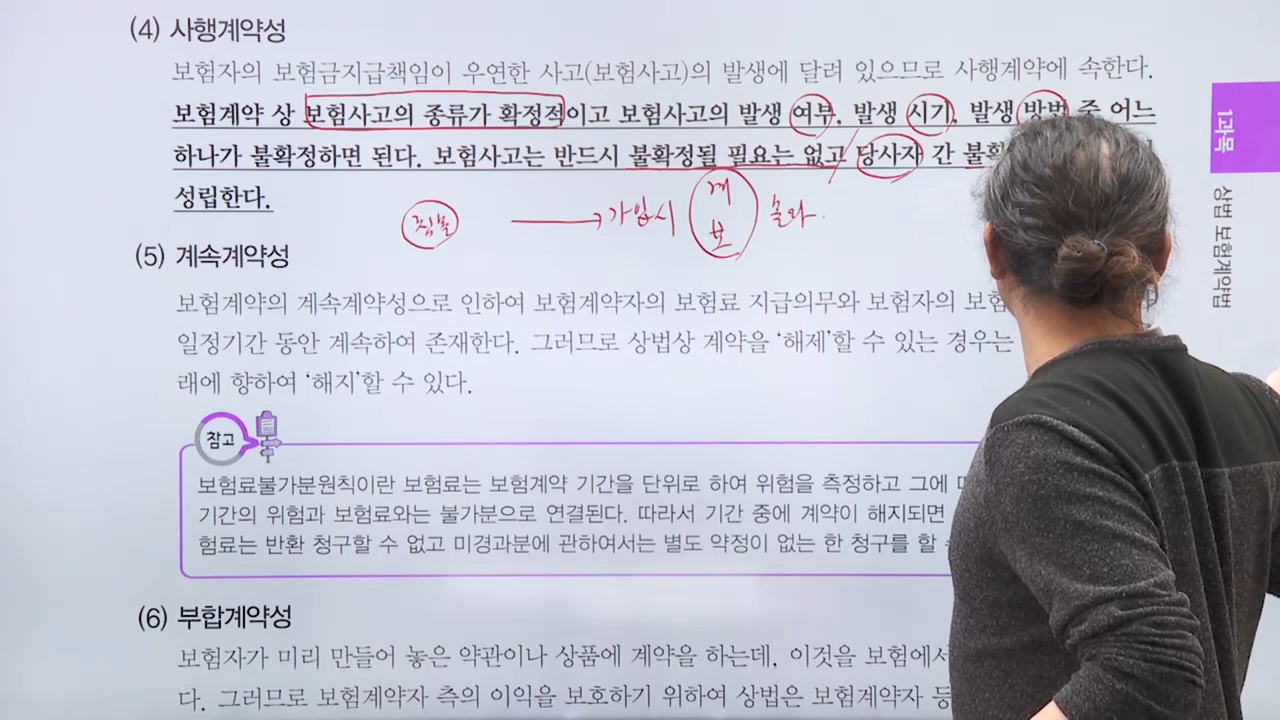 (4) 사행계약성
보험자의 보험금지급책임이 우연한 사고(보험사고)의 발생에 달려 있으므로 사행계약에 속한다.
보험계약 상 보험사고의 종류가 확정적이고 보험사고의 발생 여부, 발생 시기, 발생 방법 중 어느
하나가 불확정하면 된다. 보험사고는 반드시 불확정될 필요는 없고 당사자 간
성립한다.
가입시 계 보 몰라.
(5) 계속계약성
보험계약의 계속계약성으로 인하여 보험계약자의 보험료 지급의무와 보험자의
일정기간 동안 계속하여 존재한다. 그러므로 상법상 계약을 ‘해제’할 수 있는 경우는
래에 향하여 ‘해지’할 수 있다.
참고
보험료불가분원칙이란 보험료는 보험계약 기간을 단위로 하여 위험을 측정하고 그에
기간의 위험과 보험료와는 불가분으로 연결된다. 따라서 기간 중에 계약이 해지되면
험료는 반환 청구할 수 없고 미경과분에 관하여서는 별도 약정이 없는 한 청구를 할
(6) 부합계약성
보험자가 미리 만들어 놓은 약관이나 상품에 계약을 하는데, 이것을 보험에서
다. 그러므로 보험계약자 측의 이익을 보호하기 위하여 상법은 보험계약자
1과목
상법 보험계약법